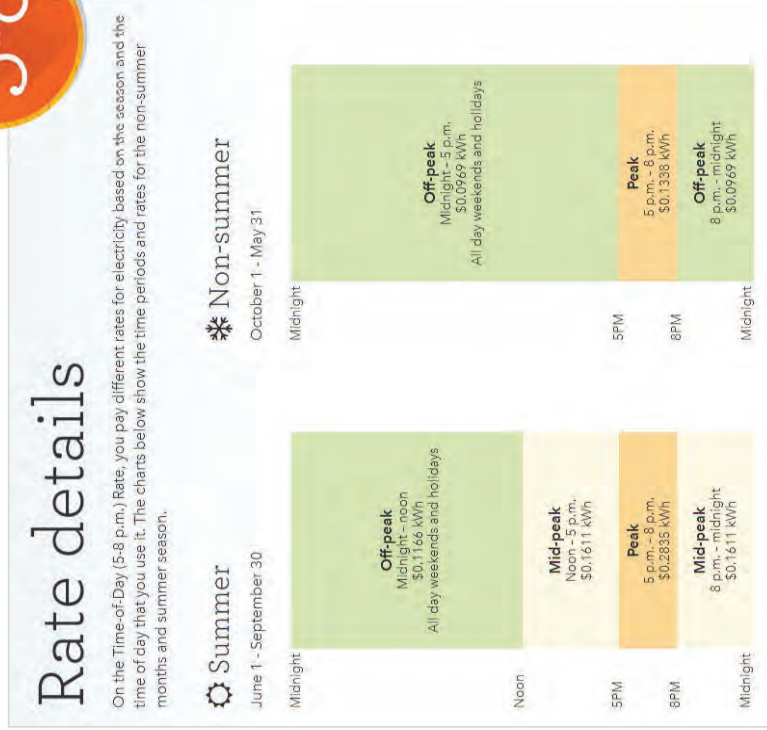 Rate details
On the Time-of-Day (5-8 p.m.) Rate, you pay different rates for electricity based on the season and the
time of day that you use it. The charts below show the time periods and rates for the non-summer
months and summer season.
Summer
June 1 - September 30
Midnight
Off-peak
Midnight - noon
$0.1166 kWh
All day weekends and holidays
Noon
Mid-peak
Noon - 5 p.m.
$0.1611 kWh
5PM
Peak
5 p.m. - 8 p.m.
$0.2835 kWh
8PM
Mid-peak
8 p.m. - midnight
$0.1611 kWh
Midnight
Non-summer
October 1 - May 31
Midnight
Off-peak
Midnight - 5 p.m.
$0.0969 kWh
All day weekends and holidays
5PM
Peak
5 p.m. - 8 p.m.
$0.1338 kWh
8PM
Off-peak
8 p.m. - midnight
$0.0969 kWh
Midnight